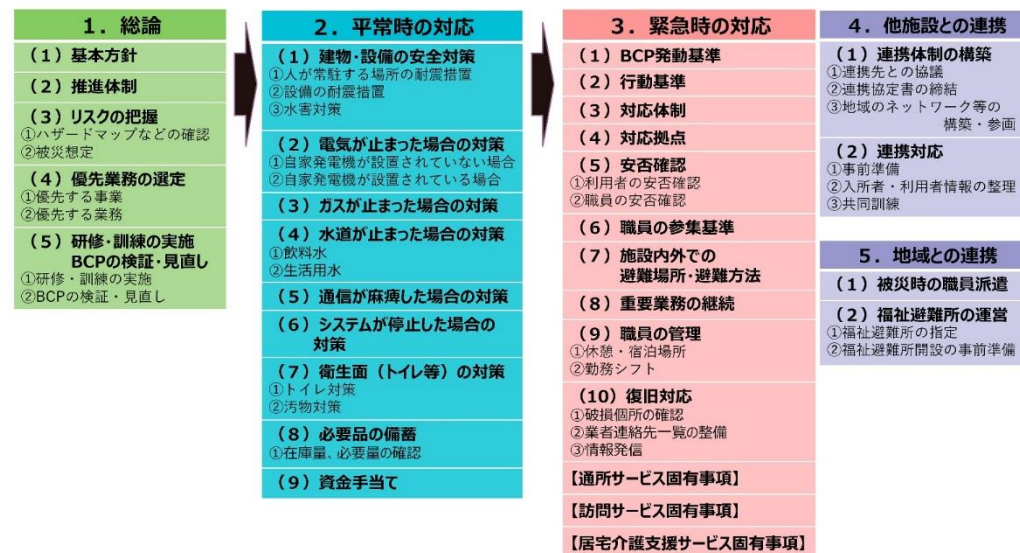 1．総論
（1）基本方針
（2）推進体制
（3）リスクの把握
①ハザードマップなどの確認
②被災想定
（4）優先業務の選定
①優先する事業
②優先する業務
（5）研修・訓練の実施
BCPの検証・見直し
①研修・訓練の実施
②BCPの検証・見直し
2．平常時の対応
（1）建物・設備の安全対策
①人が常駐する場所の耐震措置
②設備の耐震措置
③水害対策
（2）電気が止まった場合の対策
①自家発電機が設置されていない場合
②自家発電機が設置されている場合
（3）ガスが止まった場合の対策
（4）水道が止まった場合の対策
①飲料水
②生活用水
（5）通信が麻痺した場合の対策
（6）システムが停止した場合の
対策
（7）衛生面（トイレ等）の対策
①トイレ対策
②汚物対策
（8）必要品の備蓄
①在庫量、必要量の確認
（9）資金手当て
3．緊急時の対応
（1）BCP発動基準
（2）行動基準
（3）対応体制
（4）対応拠点
（5）安否確認
①利用者の安否確認
②職員の安否確認
（6）職員の参集基準
（7）施設内外での
避難場所・避難方法
（8）重要業務の継続
（9）職員の管理
①休憩・宿泊場所
②勤務シフト
（10）復旧対応
①破損個所の確認
②業者連絡先一覧の整備
③情報発信
【通所サービス固有事項】
【訪問サービス固有事項】
【居宅介護支援サービス固有事項】
4．他施設との連携
（1）連携体制の構築
①連携先との協議
②連携協定書の締結
③地域のネットワーク等の
構築・参画
（2）連携対応
①事前準備
②入所者・利用者情報の整理
③共同訓練
5．地域との連携
（1）被災時の職員派遣
（2）福祉避難所の運営
①福祉避難所の指定
②福祉避難所開設の事前準備